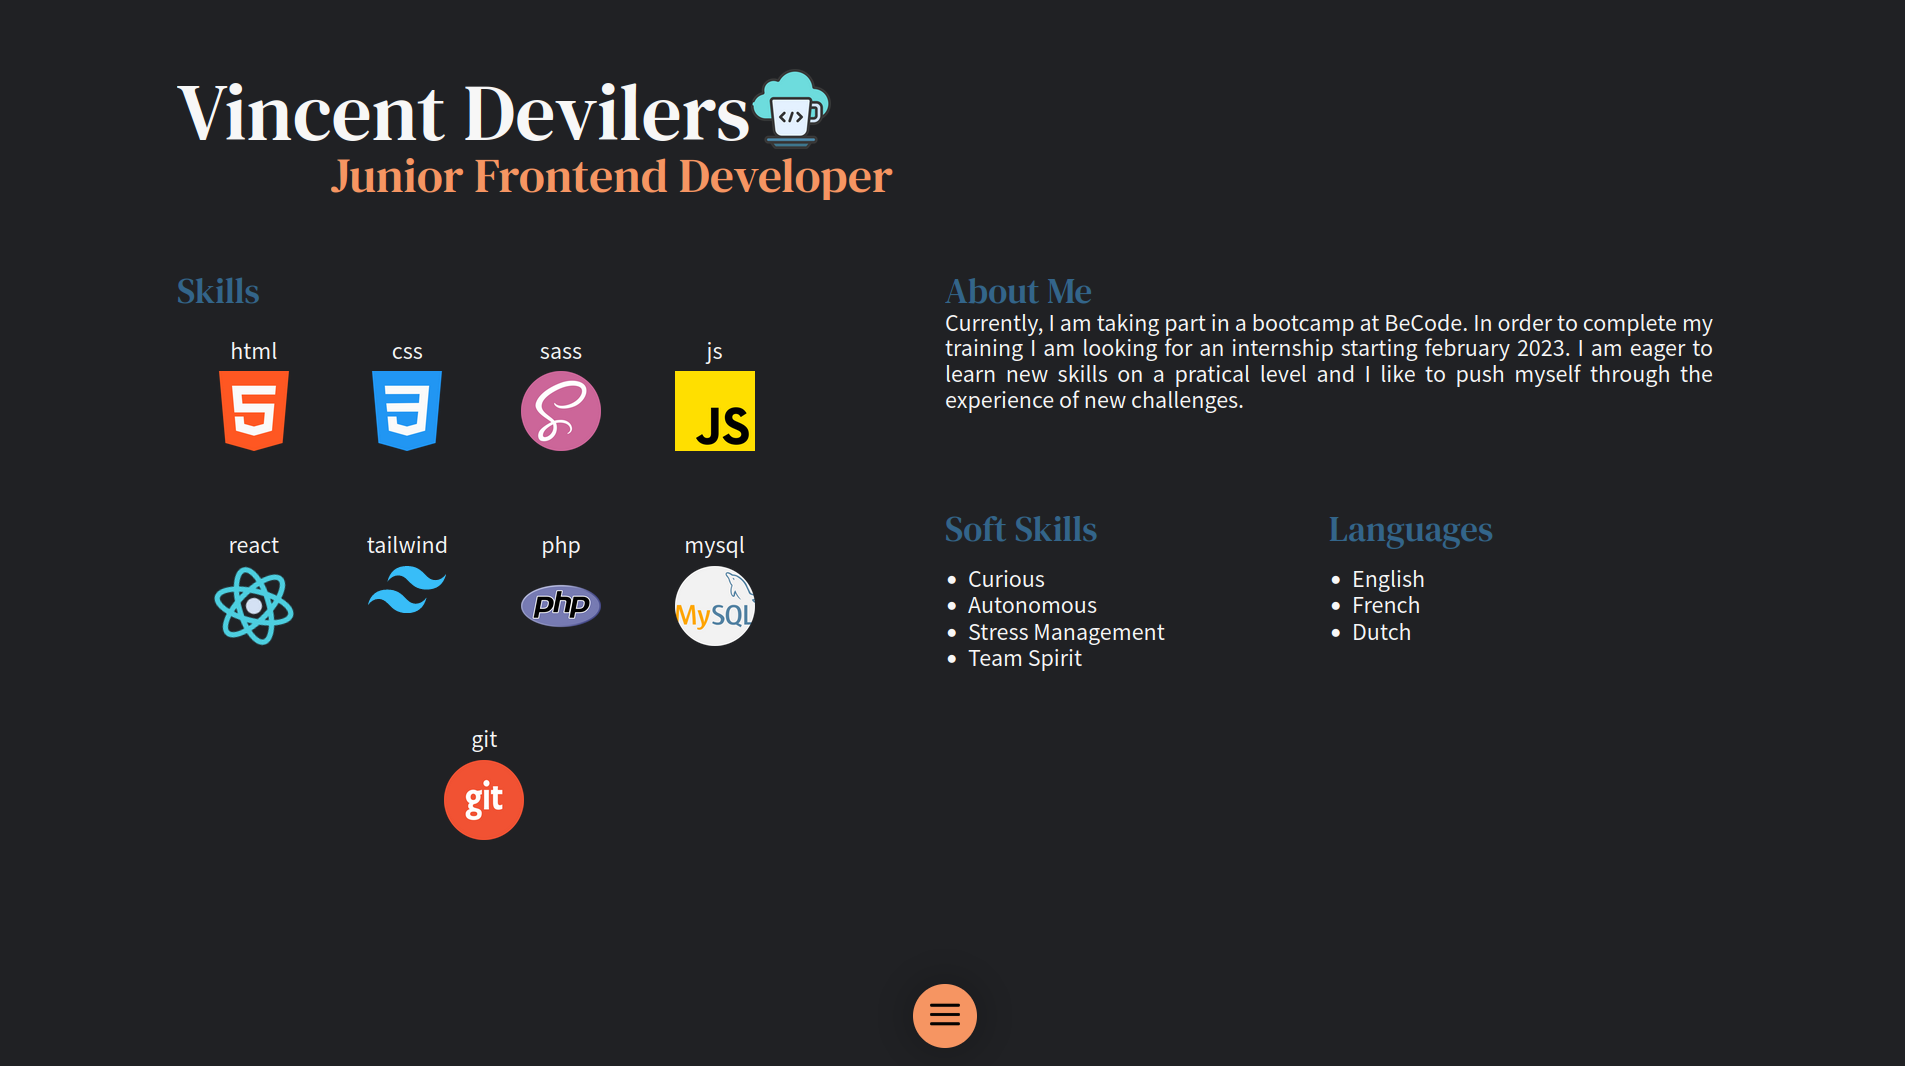 Vincent Devilers
</>
Junior Frontend Developer
Skills
html
css
sass
js
JS
react
tailwind
php
mysql
php
MySQL
git
git
About Me
Currently, I am taking part in a bootcamp at BeCode. In order to complete my
training I am looking for an internship starting february 2023. I am eager to
learn new skills on a pratical level and I like to push myself through the
experience of new challenges.
Soft Skills
• Curious
• Autonomous
• Stress Management
• Team Spirit
Languages
• English
• French
• Dutch